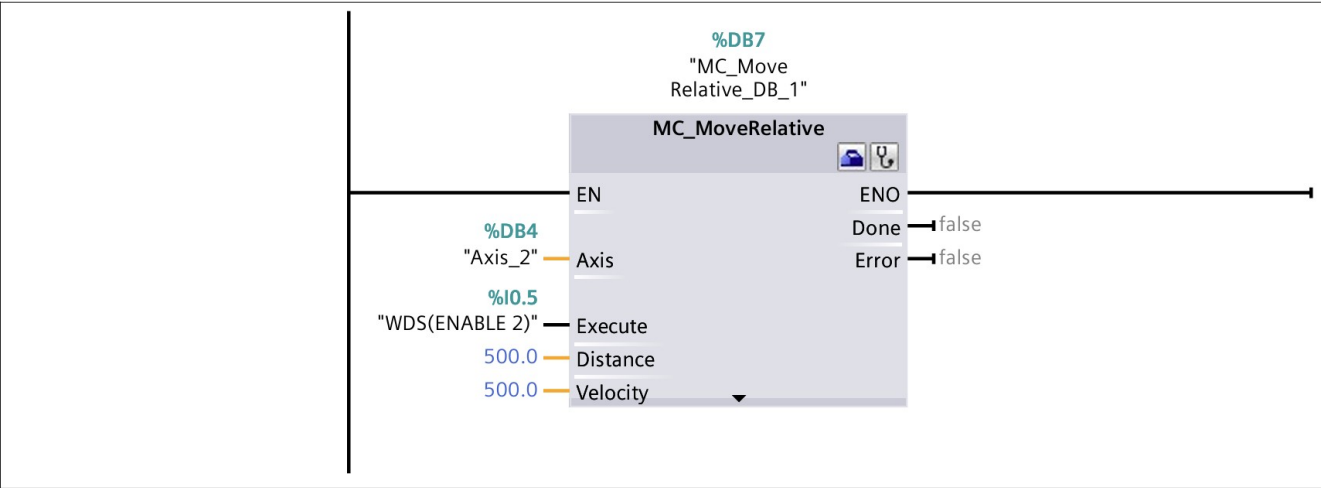 %DB7
"MC_Move
Relative_DB_1"
MC_MoveRelative
EN
ENO
%DB4
Done
false
"Axis_2"
Axis
Error
false
%I0.5
"WDS(ENABLE 2)"
Execute
500.0
Distance
500.0
Velocity